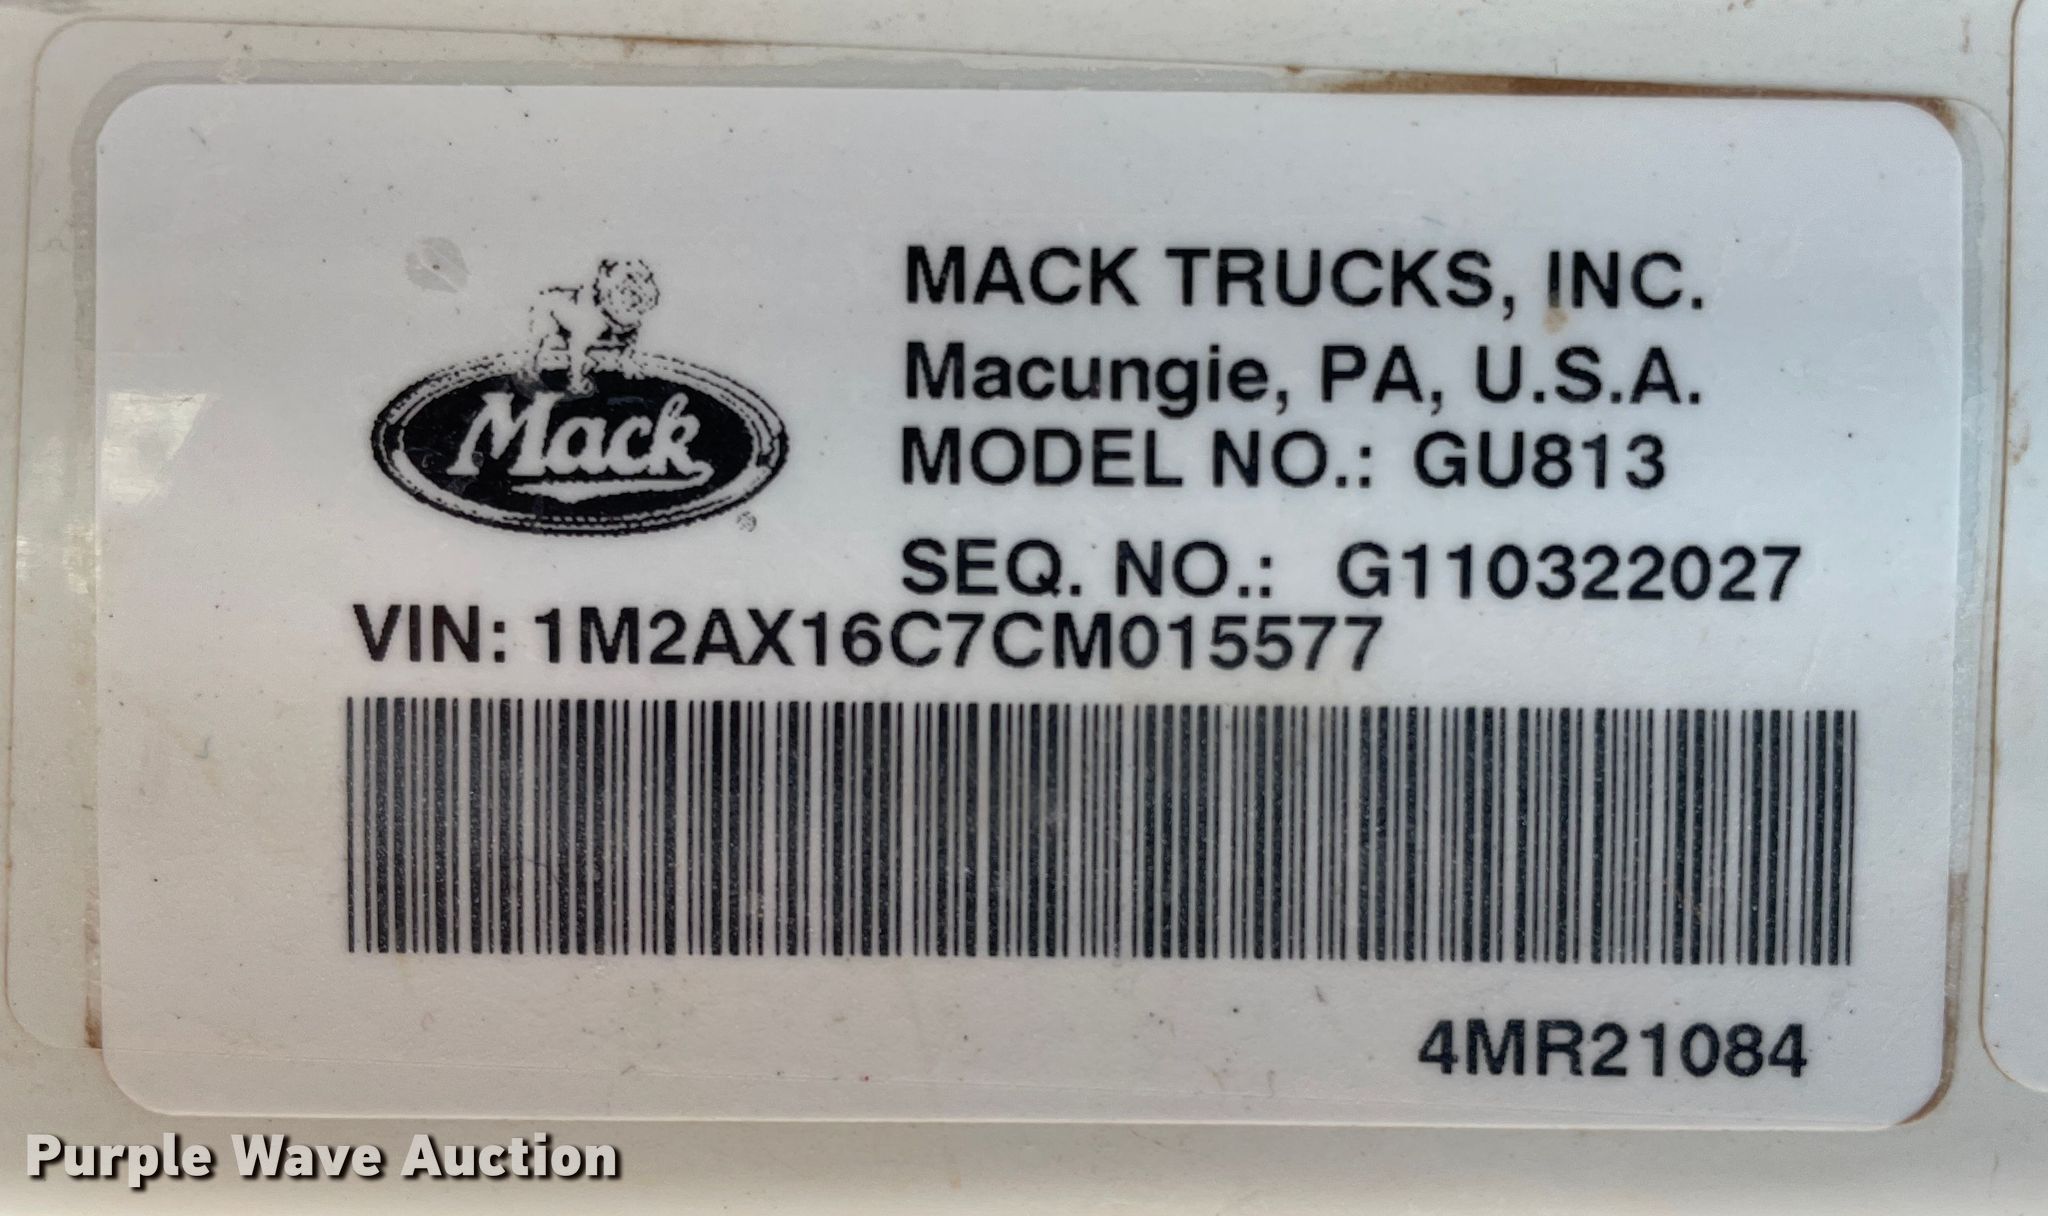 MACK TRUCKS, INC.
Macungie, PA, U.S.A.
Mack
®
MODEL NO.: GU813
SEQ. NO.: G110322027
VIN: 1M2AX16C7CM015577
4MR21084
Purple Wave Auction